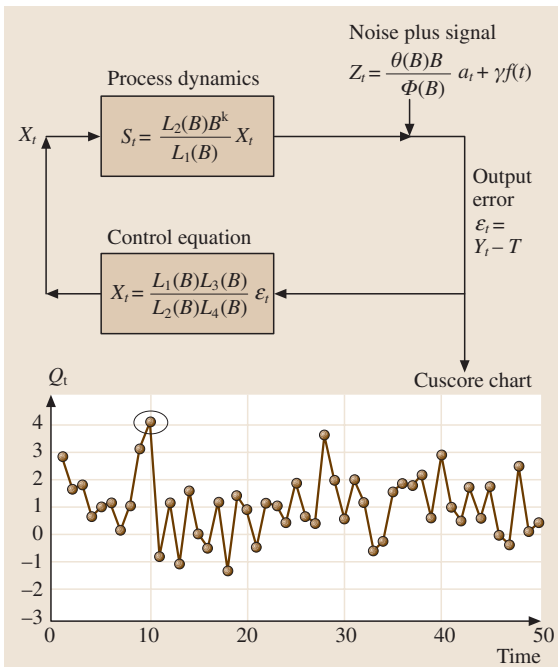 Noise plus signal
Z_t = θ(B)B / Φ(B) a_t + γf(t)
Process dynamics
X_t
S_t = L_2(B)B^k / L_1(B) X_t
Output
error
ε_t =
Y_t – T
Control equation
X_t = L_1(B)L_3(B) / L_2(B)L_4(B) ε_t
Cuscore chart
Q_t
4
3
2
1
0
–1
–2
–3
0 10 20 30 40 50
Time